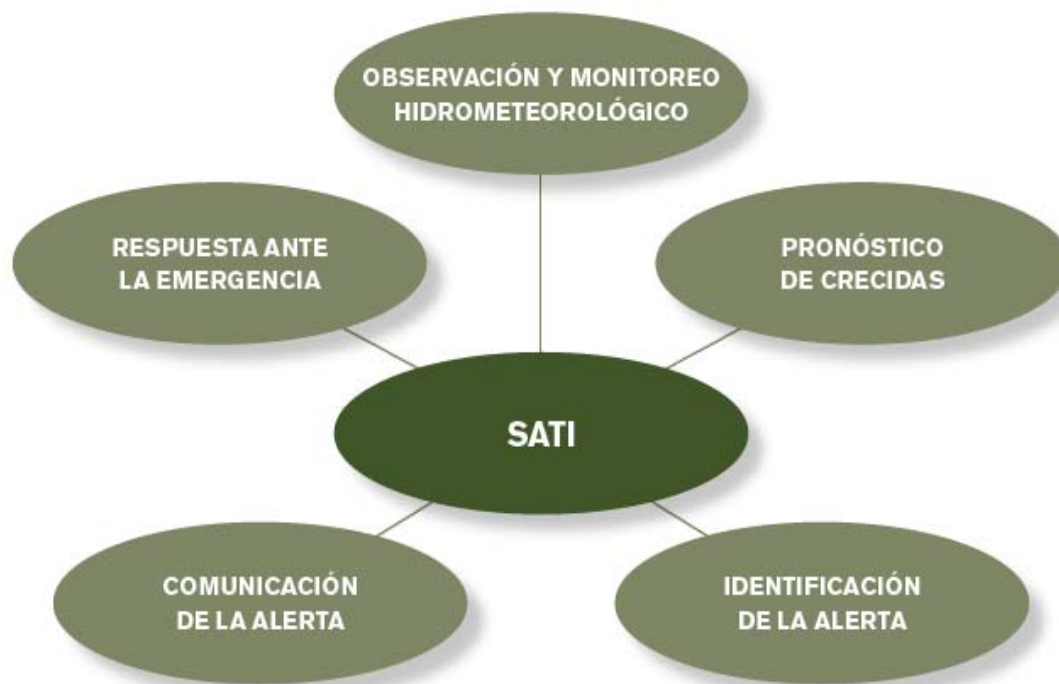 OBSERVACIÓN Y MONITOREO
HIDROMETEOROLÓGICO
RESPUESTA ANTE
LA EMERGENCIA
PRONÓSTICO
DE CRECIDAS
SATI
COMUNICACIÓN
DE LA ALERTA
IDENTIFICACIÓN
DE LA ALERTA